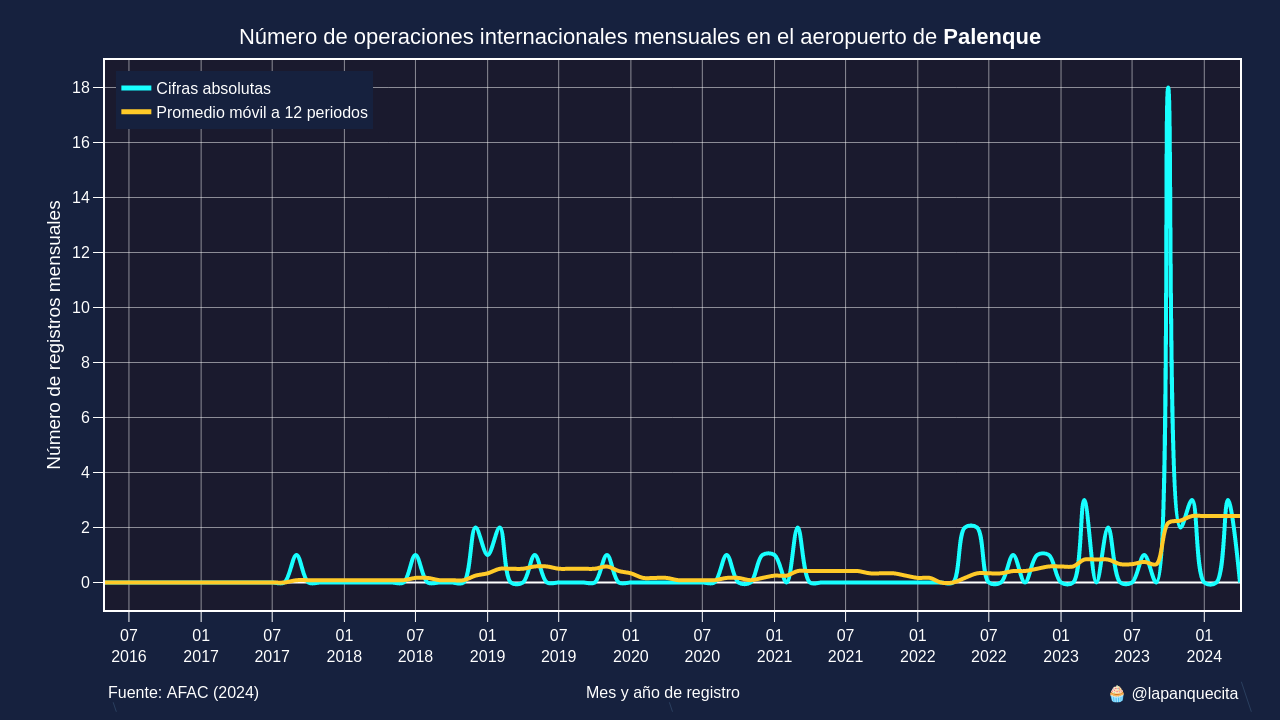 Número de operaciones internacionales mensuales en el aeropuerto de Palenque
Cifras absolutas
Promedio móvil a 12 periodos
Número de registros mensuales
18
16
14
12
10
8
6
4
2
0
07 01 07 01 07 01 07 01 07 01 07 01 07 01 07 01
2016 2017 2017 2018 2018 2019 2019 2020 2020 2021 2021 2022 2022 2023 2023 2024
Fuente: AFAC (2024) Mes y año de registro 🧁 @lapanquecita